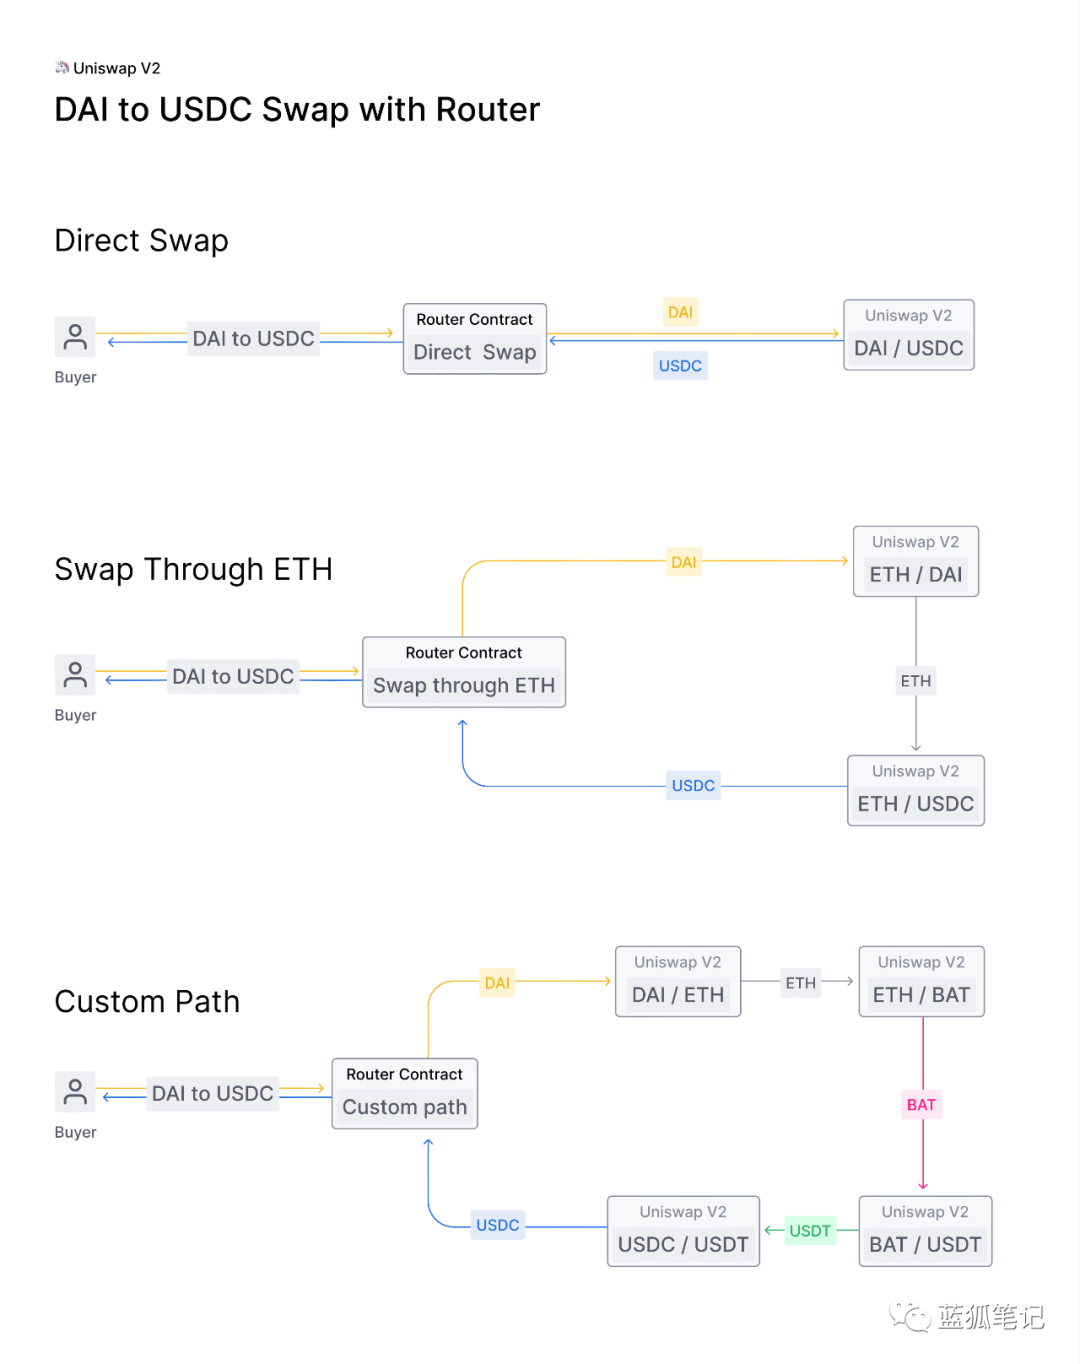 Uniswap V2
DAI to USDC Swap with Router
Direct Swap
Buyer
DAI to USDC
Router Contract
Direct Swap
DAI
USDC
Uniswap V2
DAI / USDC
Swap Through ETH
Buyer
DAI to USDC
Router Contract
Swap through ETH
DAI
Uniswap V2
ETH / DAI
ETH
Uniswap V2
ETH / USDC
USDC
Custom Path
Buyer
DAI to USDC
Router Contract
Custom path
DAI
Uniswap V2
DAI / ETH
ETH
Uniswap V2
ETH / BAT
BAT
Uniswap V2
BAT / USDT
USDT
Uniswap V2
USDC / USDT
USDC
蓝狐笔记